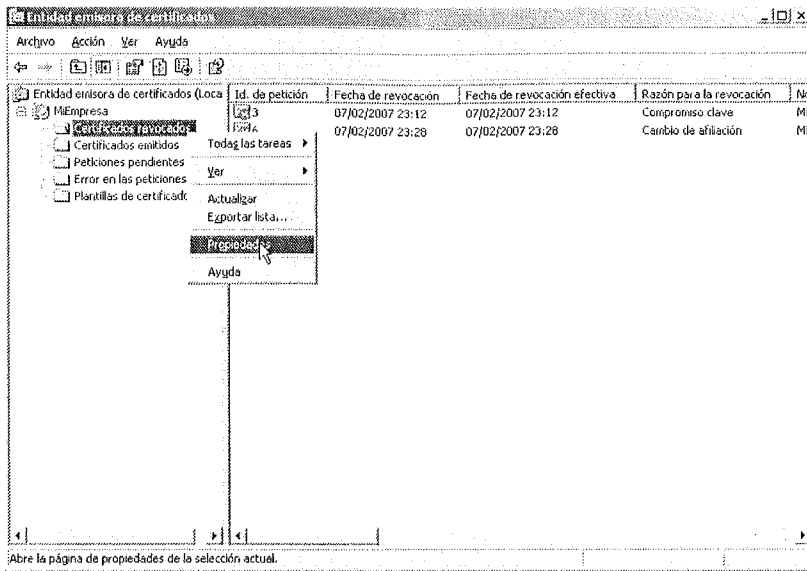 Entidad emisora de certificados
Archivo Acción Ver Ayuda
Entidad emisora de certificados (Loca
MiEmpresa
Certificados revocados
Certificados emitidos
Peticiones pendientes
Error en las peticiones
Plantillas de certificado
Id. de petición Fecha de revocación Fecha de revocación efectiva Razón para la revocación No
3 07/02/2007 23:12 07/02/2007 23:12 Compromiso clave Mi
6 07/02/2007 23:28 07/02/2007 23:28 Cambio de afiliación Mi
Todas las tareas
Ver
Actualizar
Exportar lista...
Propiedades
Ayuda
Abre la página de propiedades de la selección actual.